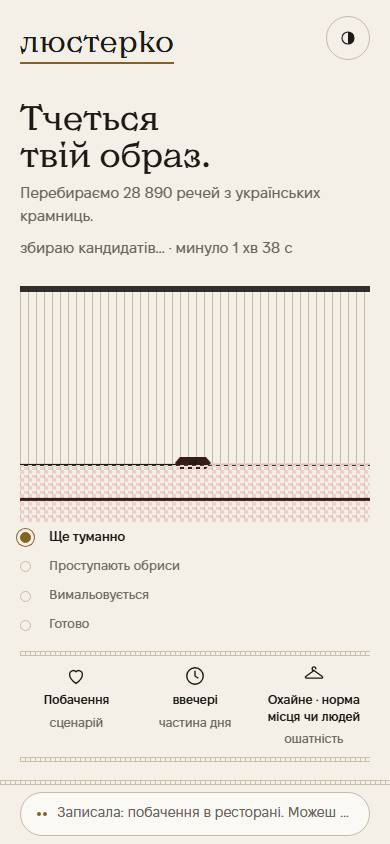 люстерко
Тчеться
твій образ.
Перебираємо 28 890 речей з українських
крамниць.
збираю кандидатів... · минуло 1 хв 38 с
Ще туманно
Проступають обриси
Вимальовується
Готово
Побачення
сценарій
ввечері
частина дня
Охайне · норма
місця чи людей
ошатність
Записала: побачення в ресторані. Можеш ...